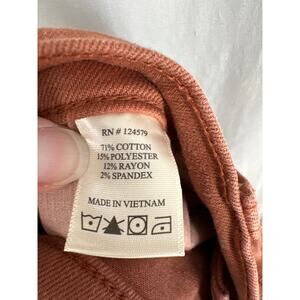 RN # 124579
71% COTTON
15% POLYESTER
12% RAYON
2% SPANDEX
MADE IN VIETNAM